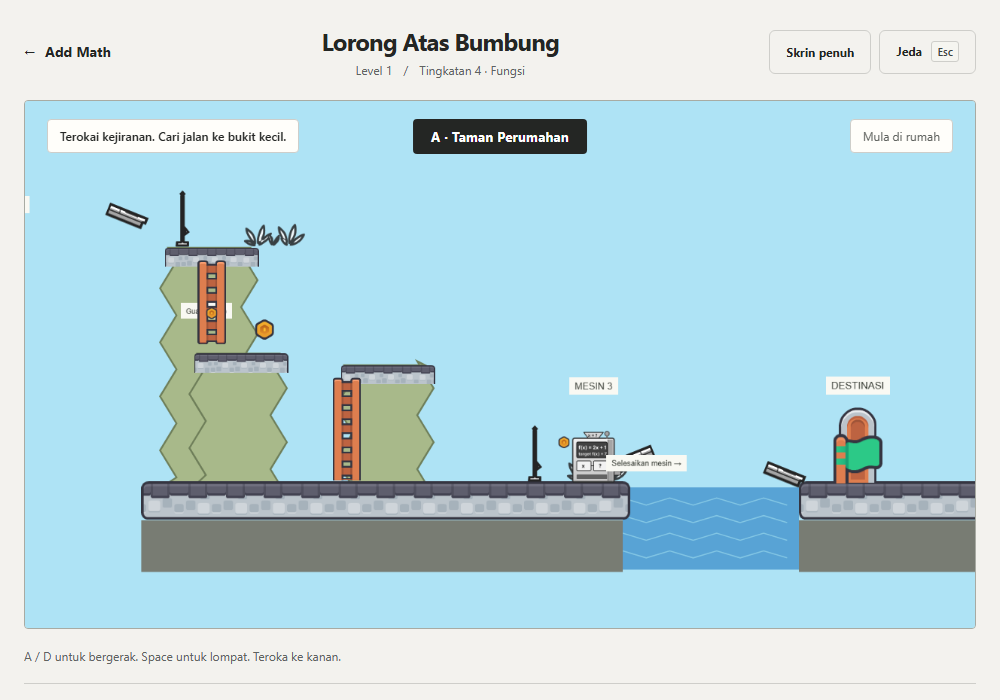 ← Add Math
Lorong Atas Bumbung
Level 1 / Tingkatan 4 · Fungsi
Skrin penuh
Jeda Esc
Terokai kejiranan. Cari jalan ke bukit kecil.
A · Taman Perumahan
Mula di rumah
MESIN 3
DESTINASI
f(x) = 2x + 1
x ?
Selesaikan mesin →
A / D untuk bergerak. Space untuk lompat. Teroka ke kanan.